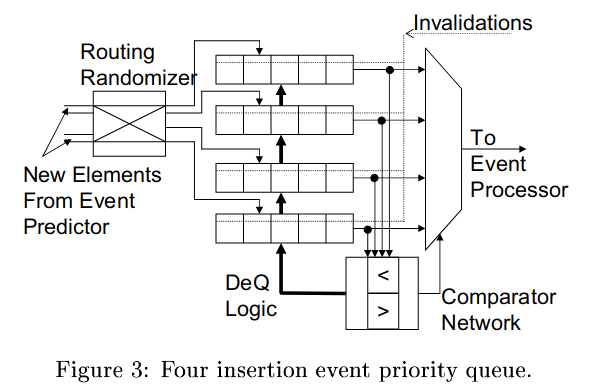 Invalidations
Routing
Randomizer
New Elements
From Event
Predictor
To
Event
Processor
DeQ
Logic
<
>
Comparator
Network
Figure 3: Four insertion event priority queue.